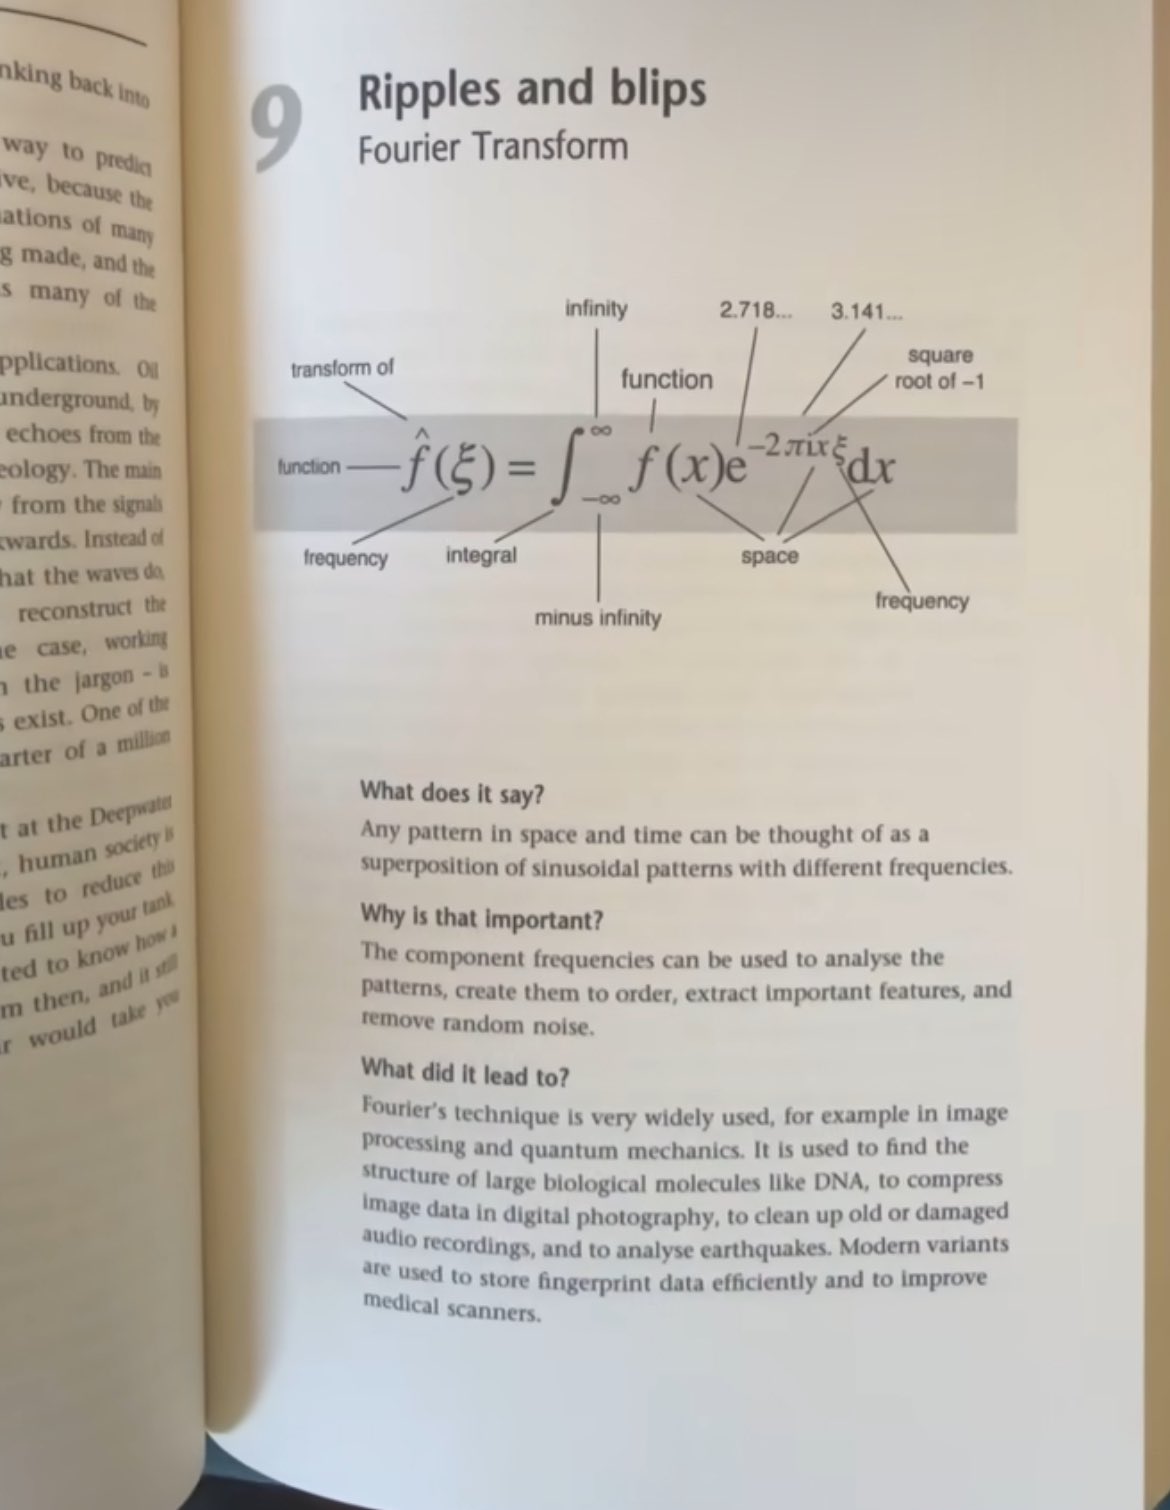 nking back into
way to predict
ive, because the
ations of many
g made, and the
s many of the
pplications. Oil
underground, by
echoes from the
eology. The main
from the signals
kwards. Instead of
hat the waves do,
reconstruct the
e case, working
the jargon – is
s exist. One of the
arter of a million
t at the Deepwater
, human society is
les to reduce this
u fill up your tank
ted to know how a
m then, and it still
r would take you
9
Ripples and blips
Fourier Transform
infinity
2.718...
3.141...
transform of
function
square
root of –1
function
f̂(ξ) = ∫_{−∞}^{∞} f(x)e^{−2πixξ}dx
frequency
integral
space
minus infinity
frequency
What does it say?
Any pattern in space and time can be thought of as a
superposition of sinusoidal patterns with different frequencies.
Why is that important?
The component frequencies can be used to analyse the
patterns, create them to order, extract important features, and
remove random noise.
What did it lead to?
Fourier's technique is very widely used, for example in image
processing and quantum mechanics. It is used to find the
structure of large biological molecules like DNA, to compress
image data in digital photography, to clean up old or damaged
audio recordings, and to analyse earthquakes. Modern variants
are used to store fingerprint data efficiently and to improve
medical scanners.